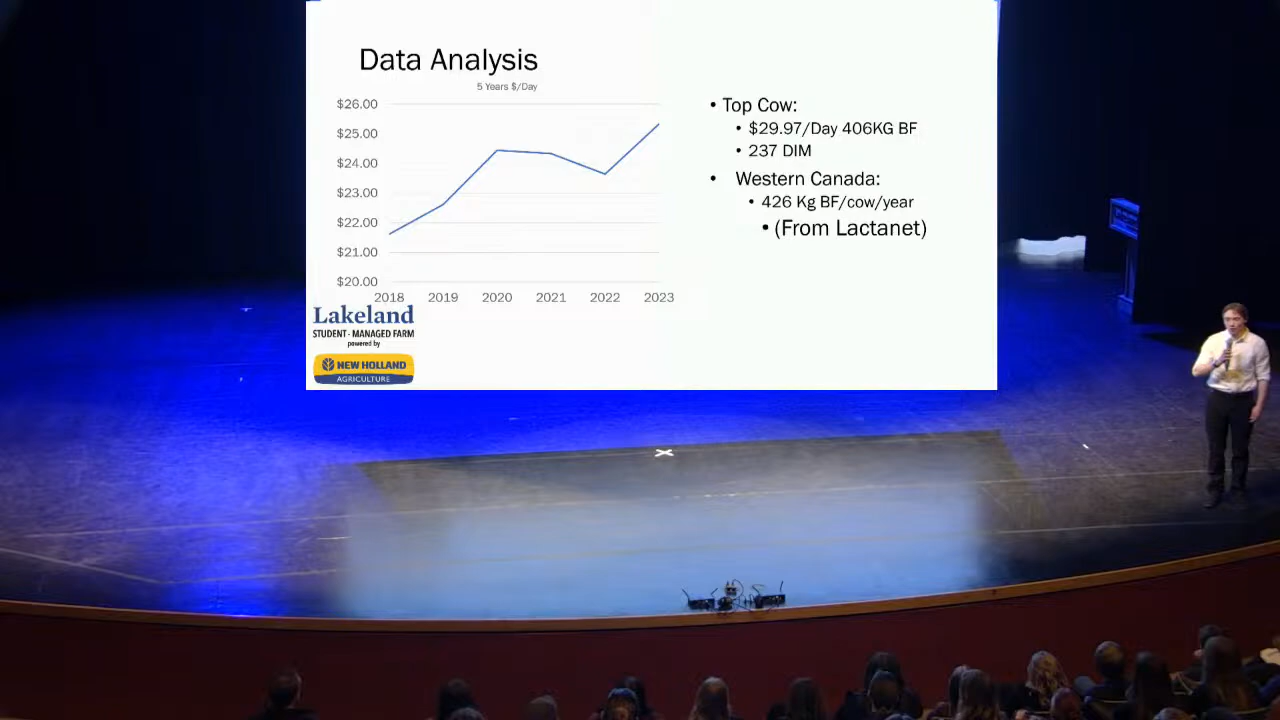 Data Analysis
5 Years $/Day
$26.00
$25.00
$24.00
$23.00
$22.00
$21.00
$20.00
2018 2019 2020 2021 2022 2023
• Top Cow:
• $29.97/Day 406KG BF
• 237 DIM
• Western Canada:
• 426 Kg BF/cow/year
• (From Lactanet)
Lakeland
STUDENT-MANAGED FARM
powered by
NEW HOLLAND
AGRICULTURE